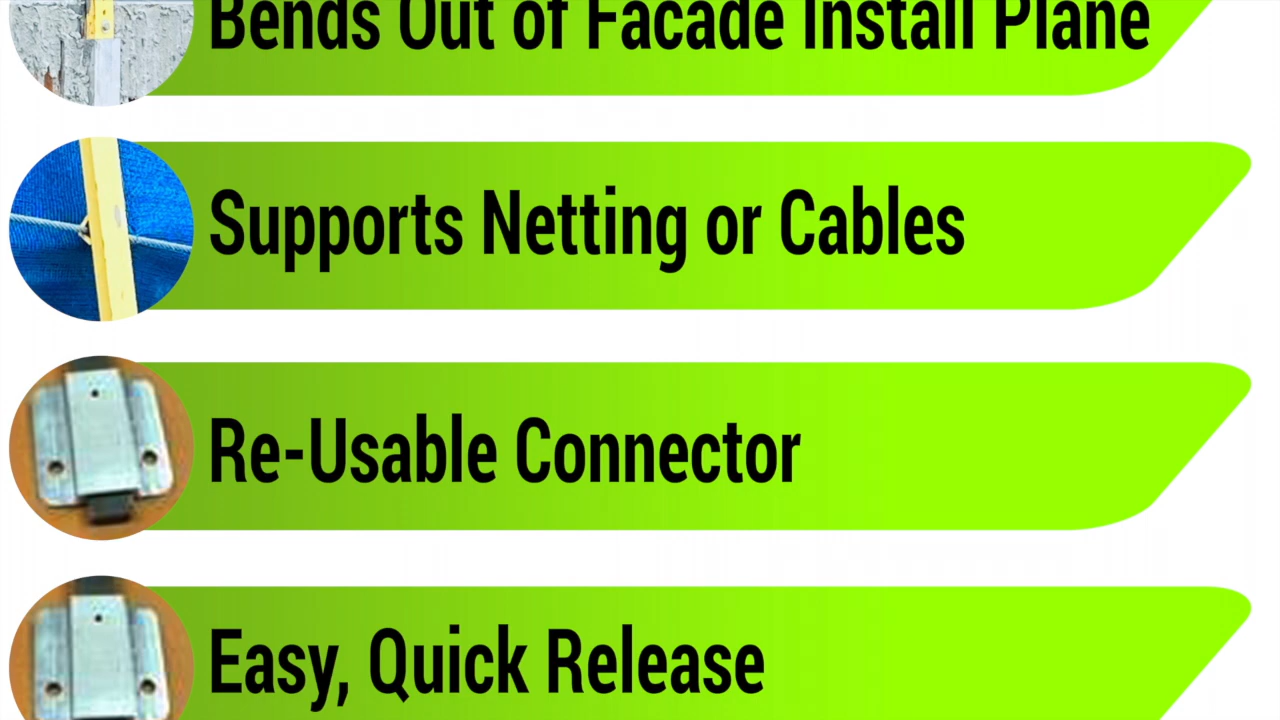 Bends Out of Facade Install Plane
Supports Netting or Cables
Re-Usable Connector
Easy, Quick Release